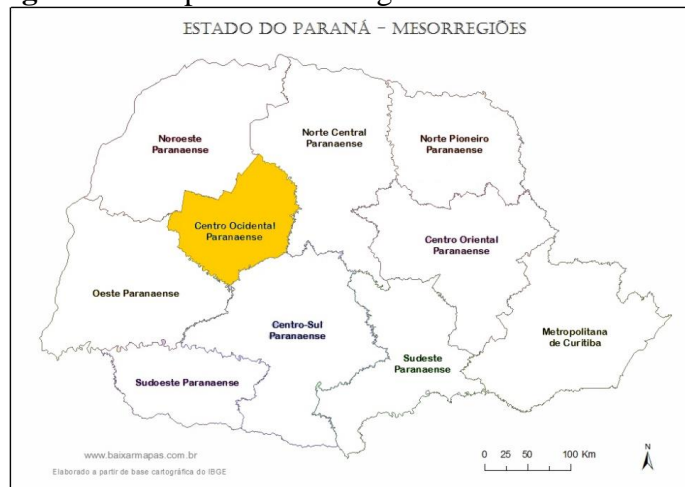 ESTADO DO PARANÁ - MESORREGIÕES
Noroeste
Paranaense
Norte Central
Paranaense
Norte Pioneiro
Paranaense
Centro Ocidental
Paranaense
Centro Oriental
Paranaense
Oeste Paranaense
Centro-Sul
Paranaense
Metropolitana
de Curitiba
Sudeste
Paranaense
Sudoeste Paranaense
www.baixarmapas.com.br
Elaborado a partir de base cartográfica do IBGE
0 25 50 100 Km
N